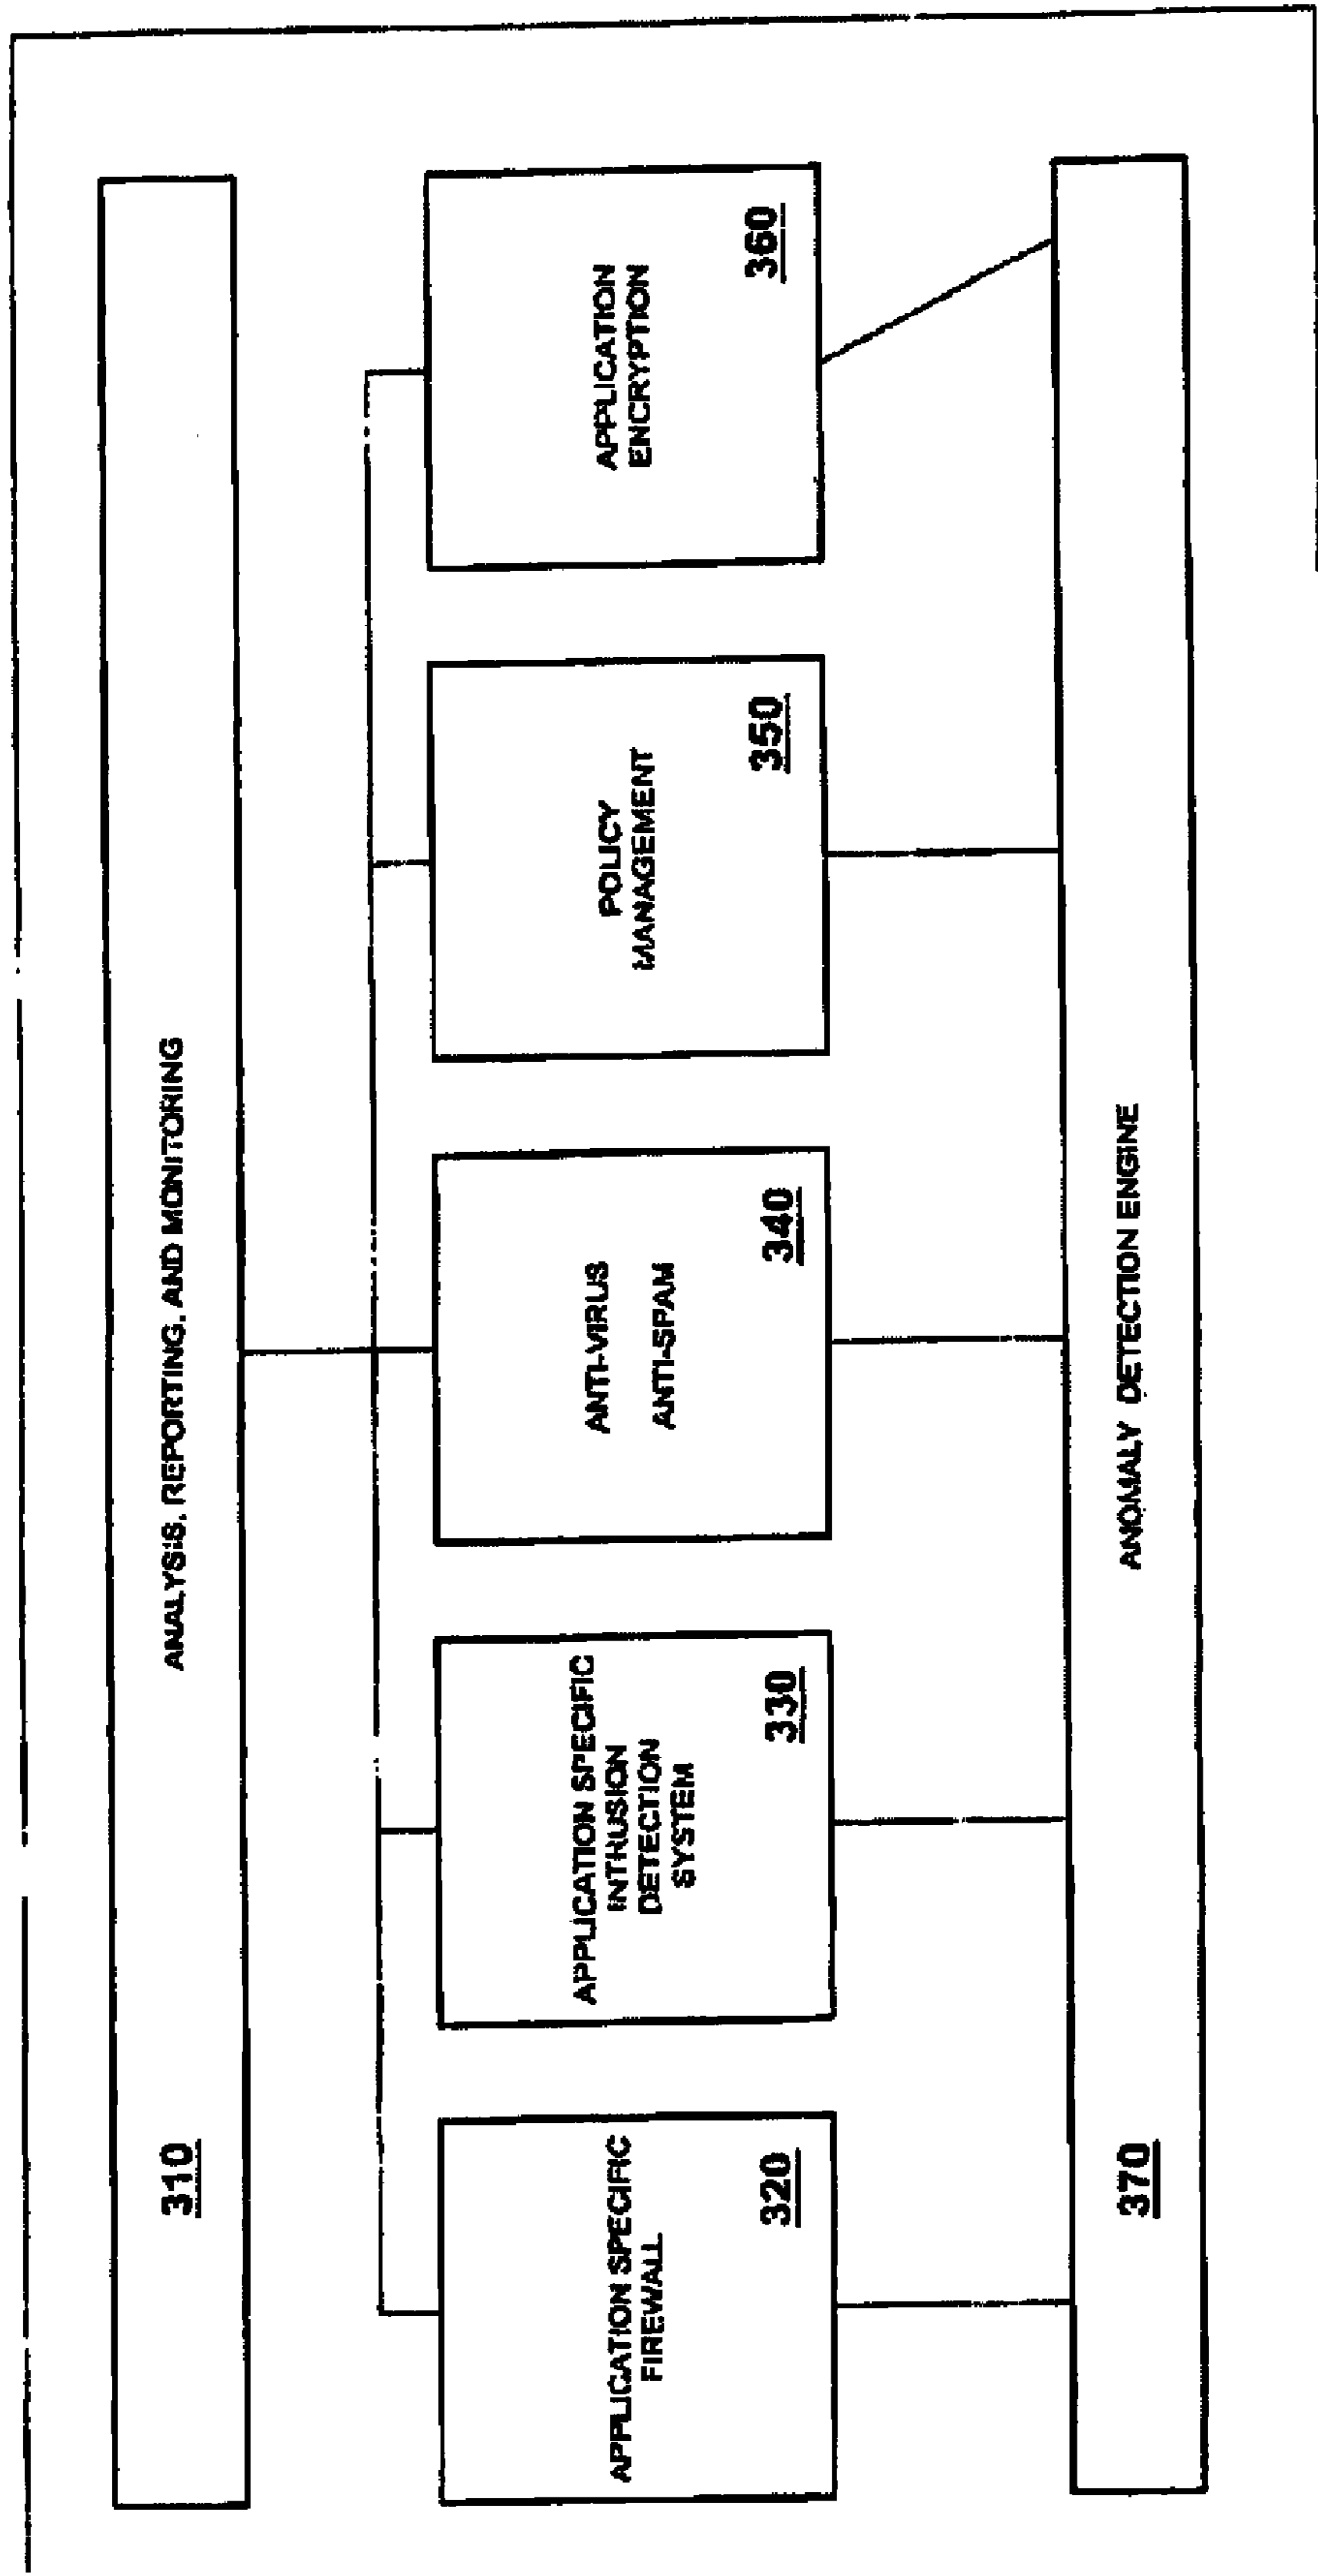 ANALYSIS, REPORTING, AND MONITORING
310
APPLICATION SPECIFIC
FIREWALL
320
APPLICATION SPECIFIC
INTRUSION
DETECTION
SYSTEM
330
ANTI-VIRUS
ANTI-SPAM
340
POLICY
MANAGEMENT
350
APPLICATION
ENCRYPTION
360
ANOMALY DETECTION ENGINE
370